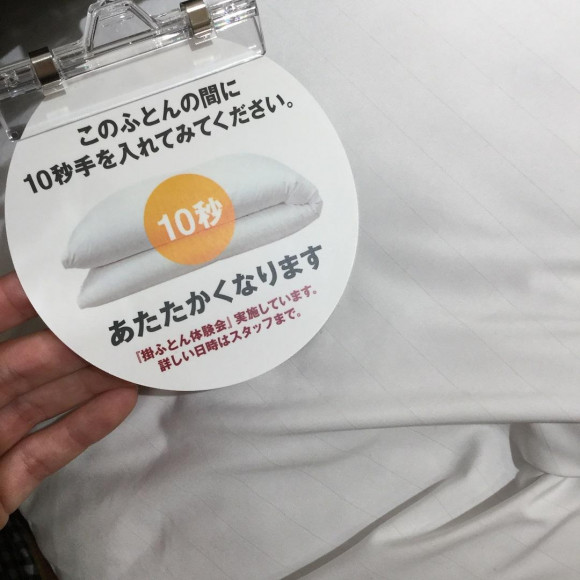 このふとんの間に
10秒手を入れてみてください。
10秒
あたたかくなります
『掛ふとん体験会』実施しています。
詳しい日時はスタッフまで。